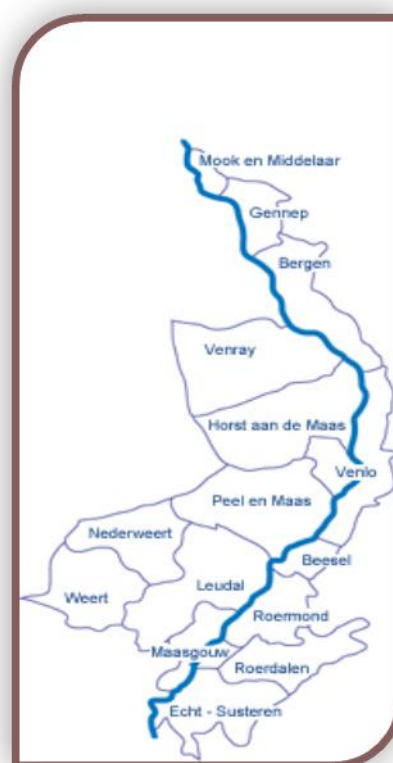 Mook en Middelaar
Gennep
Bergen
Venray
Horst aan de Maas
Venlo
Peel en Maas
Nederweert
Beesel
Leudal
Weert
Roermond
Maasgouw
Roerdalen
Echt - Susteren